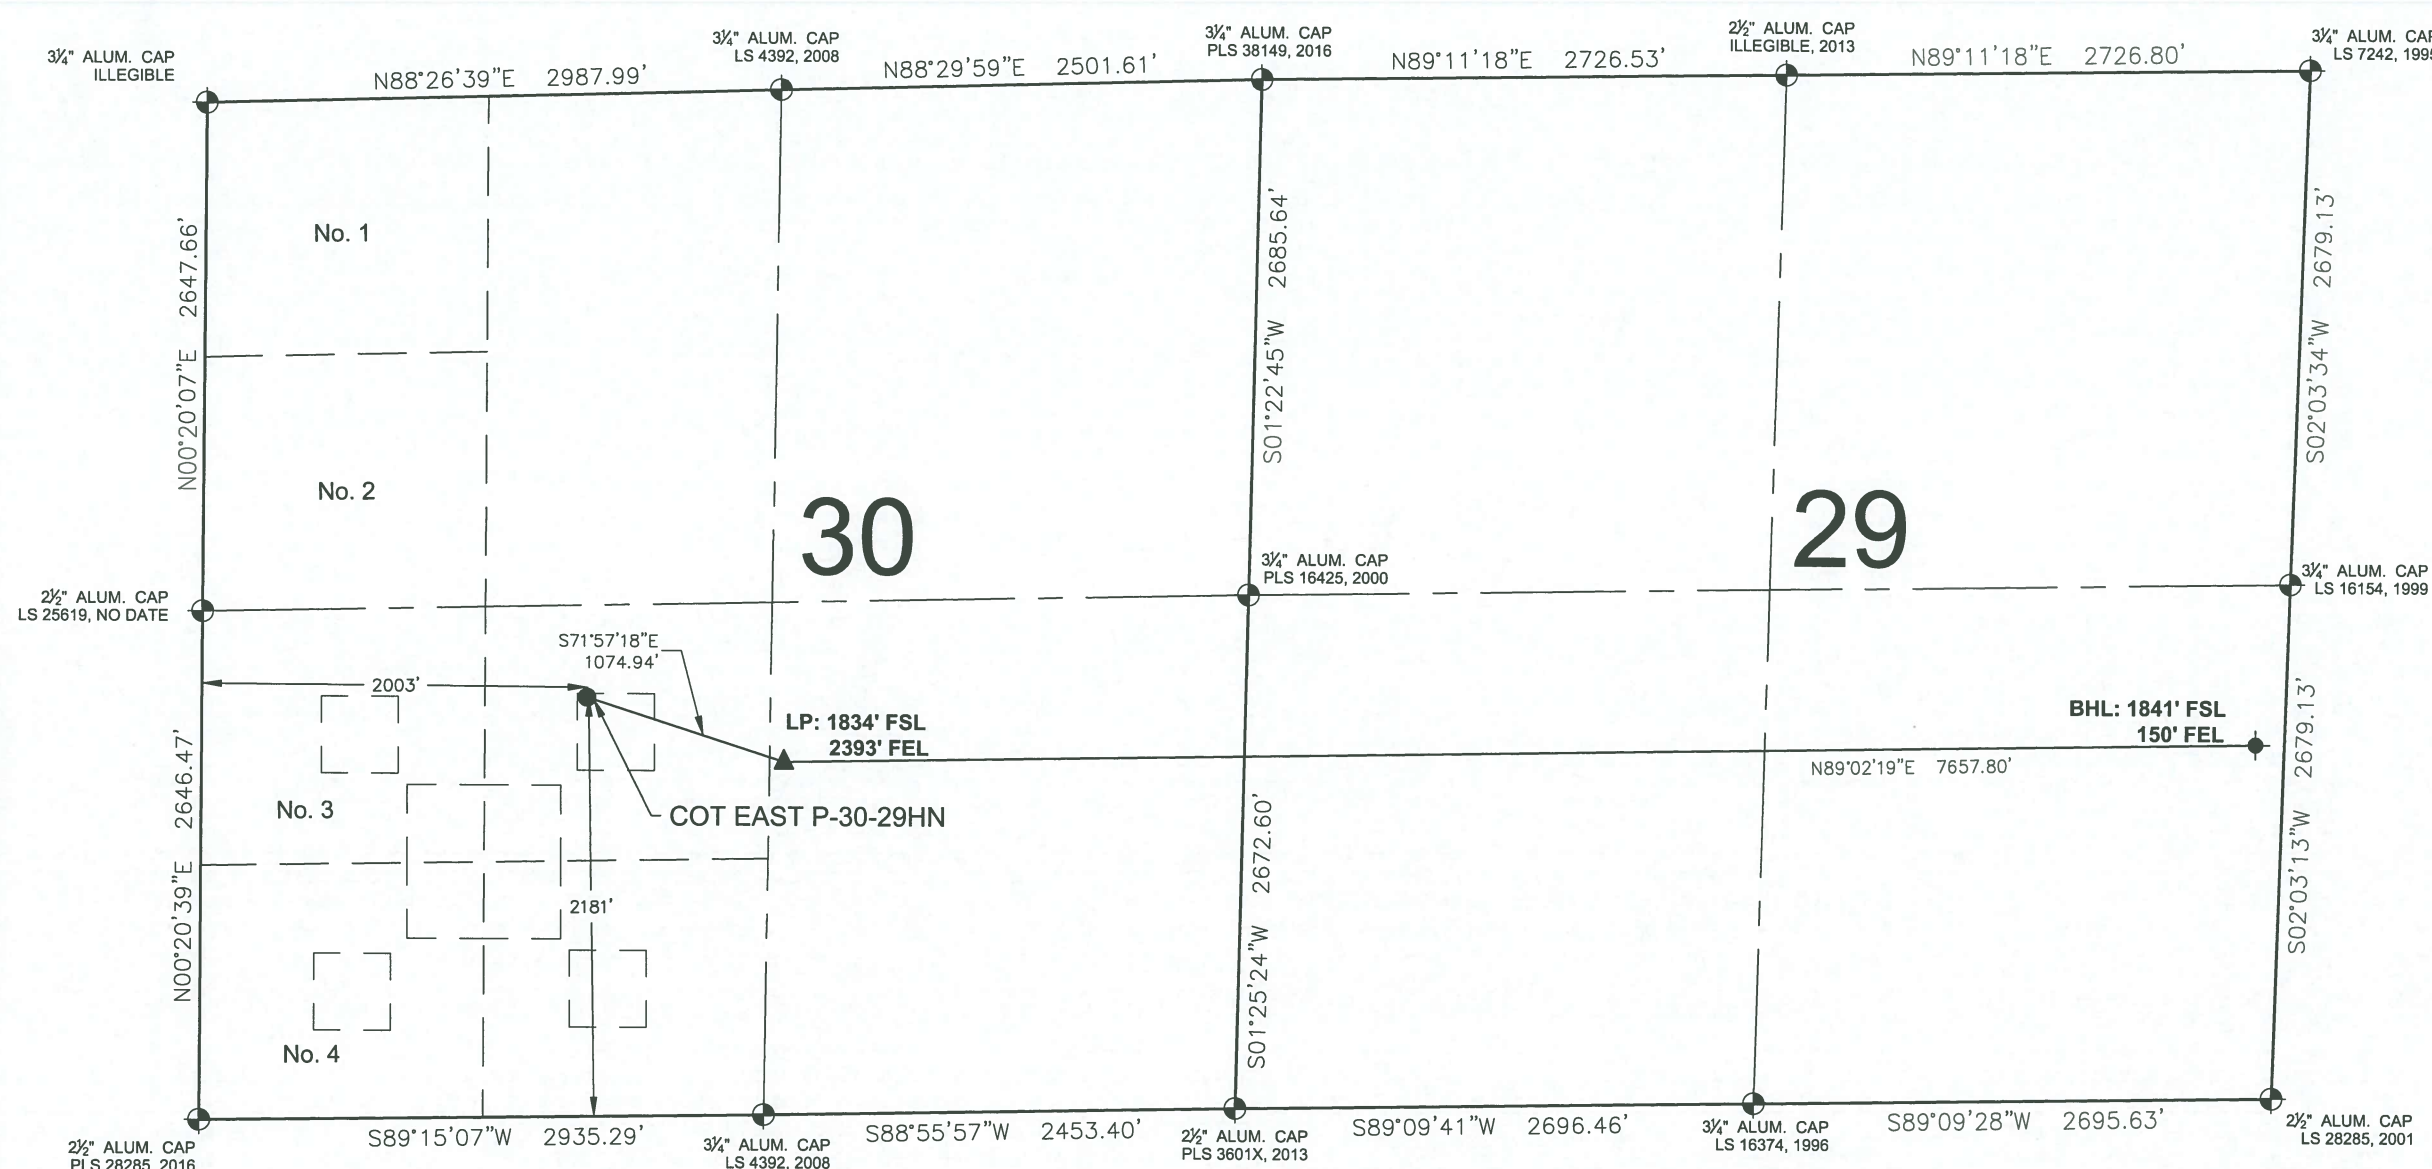 3¼" ALUM. CAP
ILLEGIBLE
N88°26'39"E 2987.99'
3¼" ALUM. CAP
LS 4392, 2008
N88°29'59"E 2501.61'
3¼" ALUM. CAP
PLS 38149, 2016
N89°11'18"E 2726.53'
2½" ALUM. CAP
ILLEGIBLE, 2013
N89°11'18"E 2726.80'
3¼" ALUM. CAP
LS 7242, 1995
No. 1
N00°20'07"E 2647.66'
No. 2
S01°22'45"W 2685.64'
S02°03'34"W 2679.13'
30
29
3¼" ALUM. CAP
PLS 16425, 2000
3¼" ALUM. CAP
LS 16154, 1999
2½" ALUM. CAP
LS 25619, NO DATE
S71°57'18"E
1074.94'
2003'
LP: 1834' FSL
2393' FEL
BHL: 1841' FSL
150' FEL
N89°02'19"E 7657.80'
No. 3
COT EAST P-30-29HN
N00°20'39"E 2646.47'
2181'
S01°25'24"W 2672.60'
S02°03'13"W 2679.13'
No. 4
2½" ALUM. CAP
PLS 28285, 2016
S89°15'07"W 2935.29'
3¼" ALUM. CAP
LS 4392, 2008
S88°55'57"W 2453.40'
2½" ALUM. CAP
PLS 3601X, 2013
S89°09'41"W 2696.46'
3¼" ALUM. CAP
LS 16374, 1996
S89°09'28"W 2695.63'
2½" ALUM. CAP
LS 28285, 2001